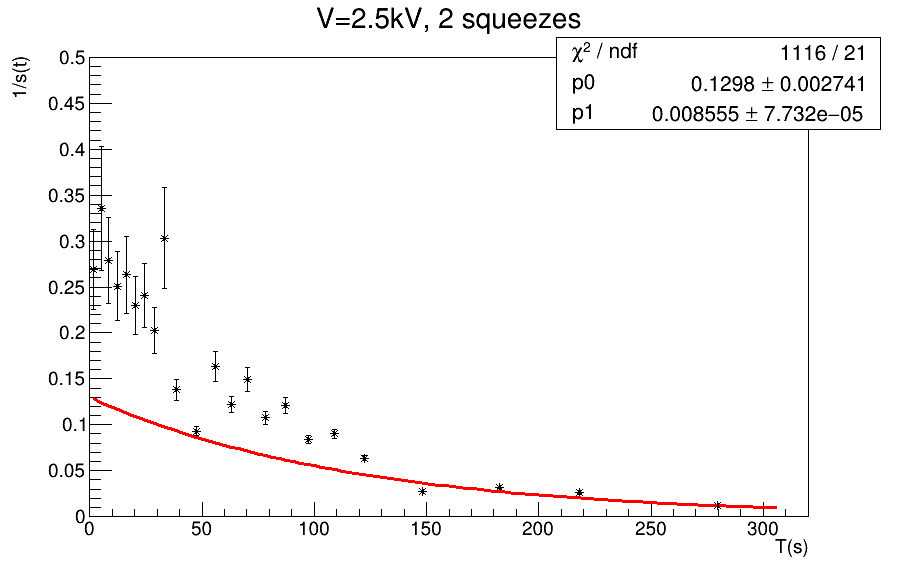 V=2.5kV, 2 squeezes
χ² / ndf 1116 / 21
p0 0.1298 ± 0.002741
p1 0.008555 ± 7.732e−05
1/s(t)
0.5
0.45
0.4
0.35
0.3
0.25
0.2
0.15
0.1
0.05
0
0 50 100 150 200 250 300
T(s)